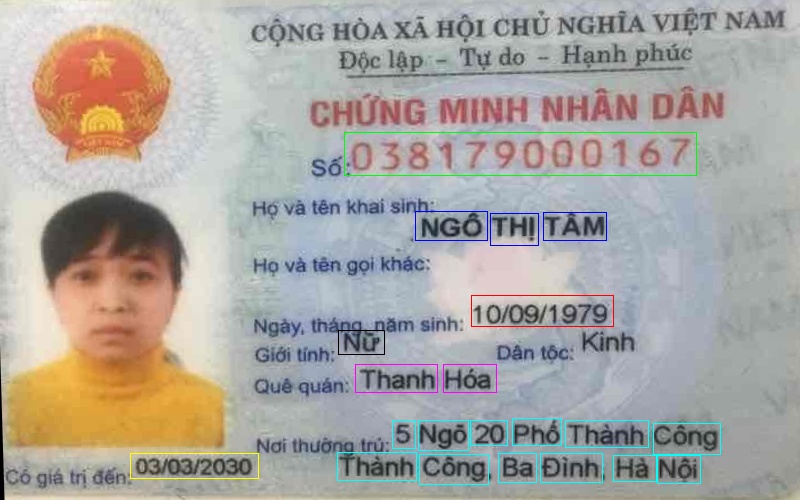 CỘNG HÒA XÃ HỘI CHỦ NGHĨA VIỆT NAM
Độc lập - Tự do - Hạnh phúc
CHỨNG MINH NHÂN DÂN
Số: 038179000167
Họ và tên khai sinh:
NGÔ THỊ TÂM
Họ và tên gọi khác:
Ngày, tháng, năm sinh: 10/09/1979
Giới tính: Nữ Dân tộc: Kinh
Quê quán: Thanh Hóa
Nơi thường trú: 5 Ngõ 20 Phố Thành Công
Thành Công, Ba Đình, Hà Nội
Có giá trị đến: 03/03/2030